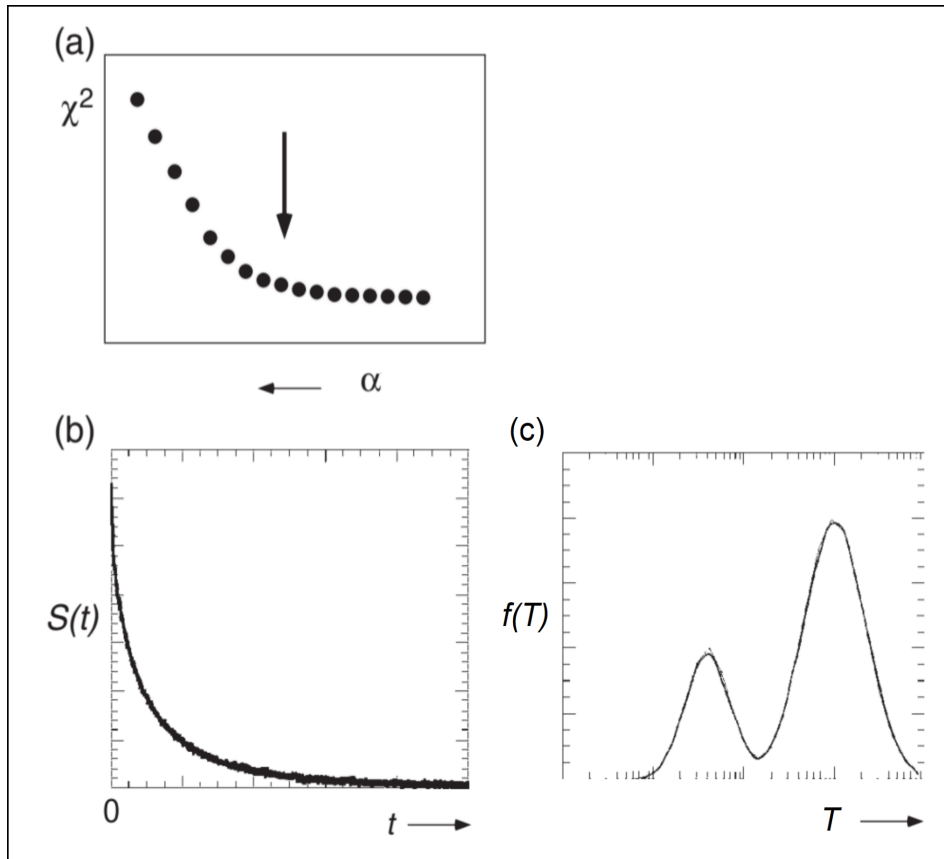 (a)
χ²
← α
(b)
S(t)
0
t →
(c)
f(T)
T →